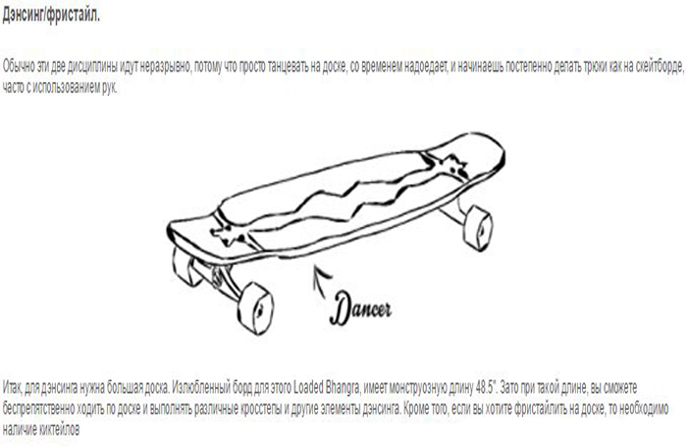 Дэнсинг/фристайл.
Обычно эти две дисциплины идут неразрывно, потому что просто танцевать на доске, со временем надоедает, и начинаешь постепенно делать трюки как на скейтборде,
часто с использованием рук.
Dancer
Итак, для дэнсинга нужна большая доска. Излюбленный борд для этого Loaded Bhangra, имеет монструозную длину 48.5". Зато при такой длине, вы сможете
беспрепятственно ходить по доске и выполнять различные кросстепы и другие элементы дэнсинга. Кроме того, если вы хотите фристайлить на доске, то необходимо
наличие киктейлов